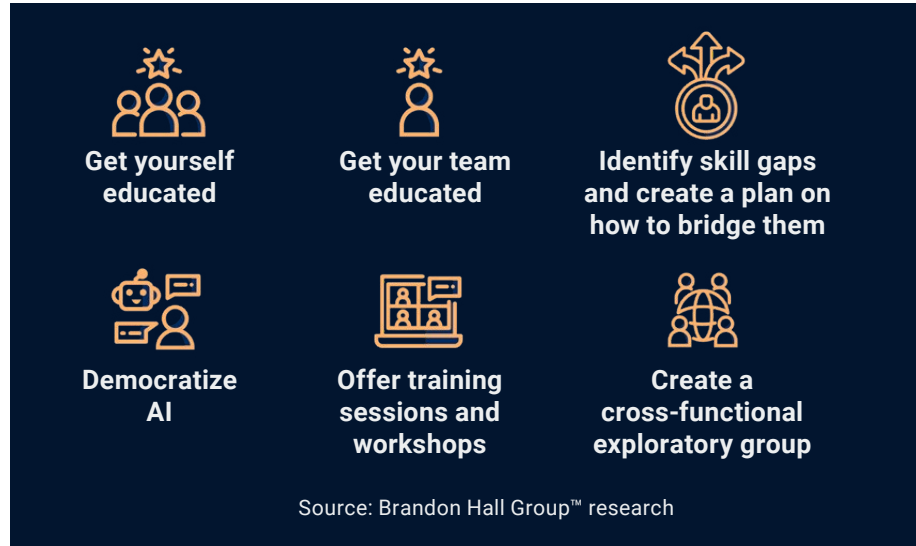 Get yourself
educated
Get your team
educated
Identify skill gaps
and create a plan on
how to bridge them
Democratize
AI
Offer training
sessions and
workshops
Create a
cross-functional
exploratory group
Source: Brandon Hall Group™ research